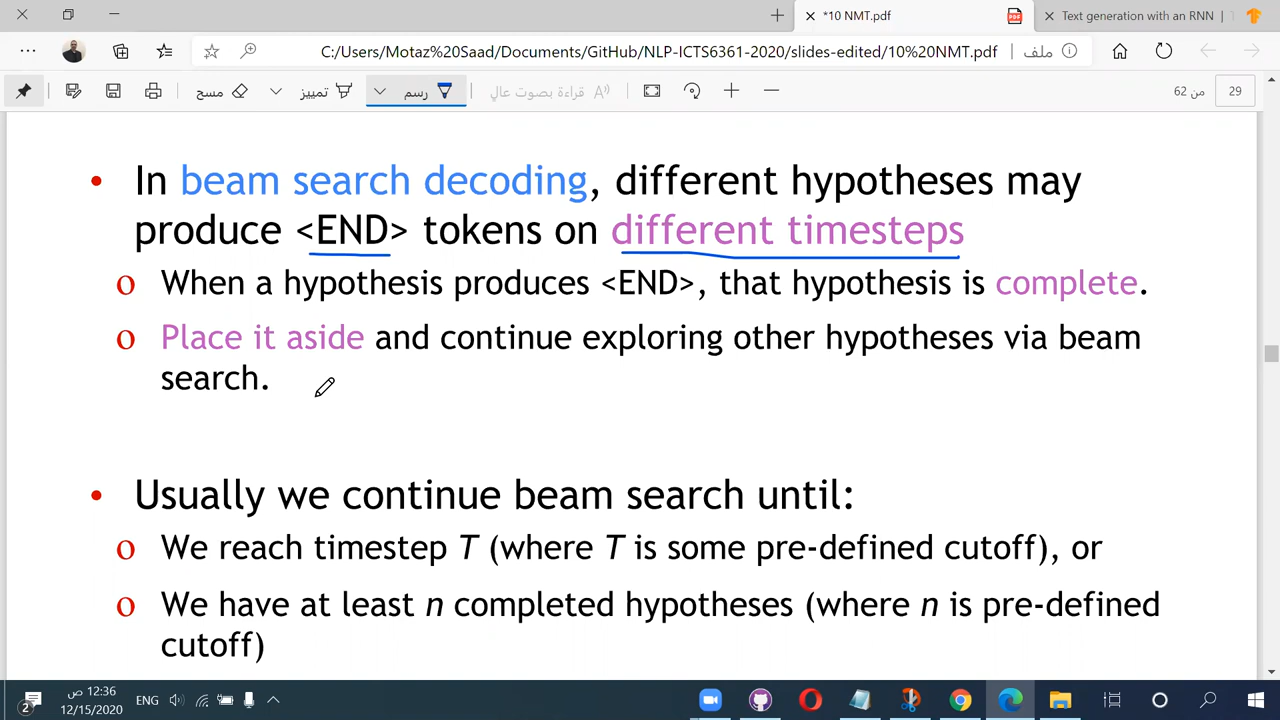 *10 NMT.pdf
Text generation with an RNN | T
C:/Users/Motaz%20Saad/Documents/GitHub/NLP-ICTS6361-2020/slides-edited/10%20NMT.pdf
ملف
مسح
تمييز
رسم
قراءة بصوت عالٍ
من 62
29
• In beam search decoding, different hypotheses may
produce <END> tokens on different timesteps
o When a hypothesis produces <END>, that hypothesis is complete.
o Place it aside and continue exploring other hypotheses via beam
search.
• Usually we continue beam search until:
o We reach timestep T (where T is some pre-defined cutoff), or
o We have at least n completed hypotheses (where n is pre-defined
cutoff)
2
12:36 ص
12/15/2020
ENG